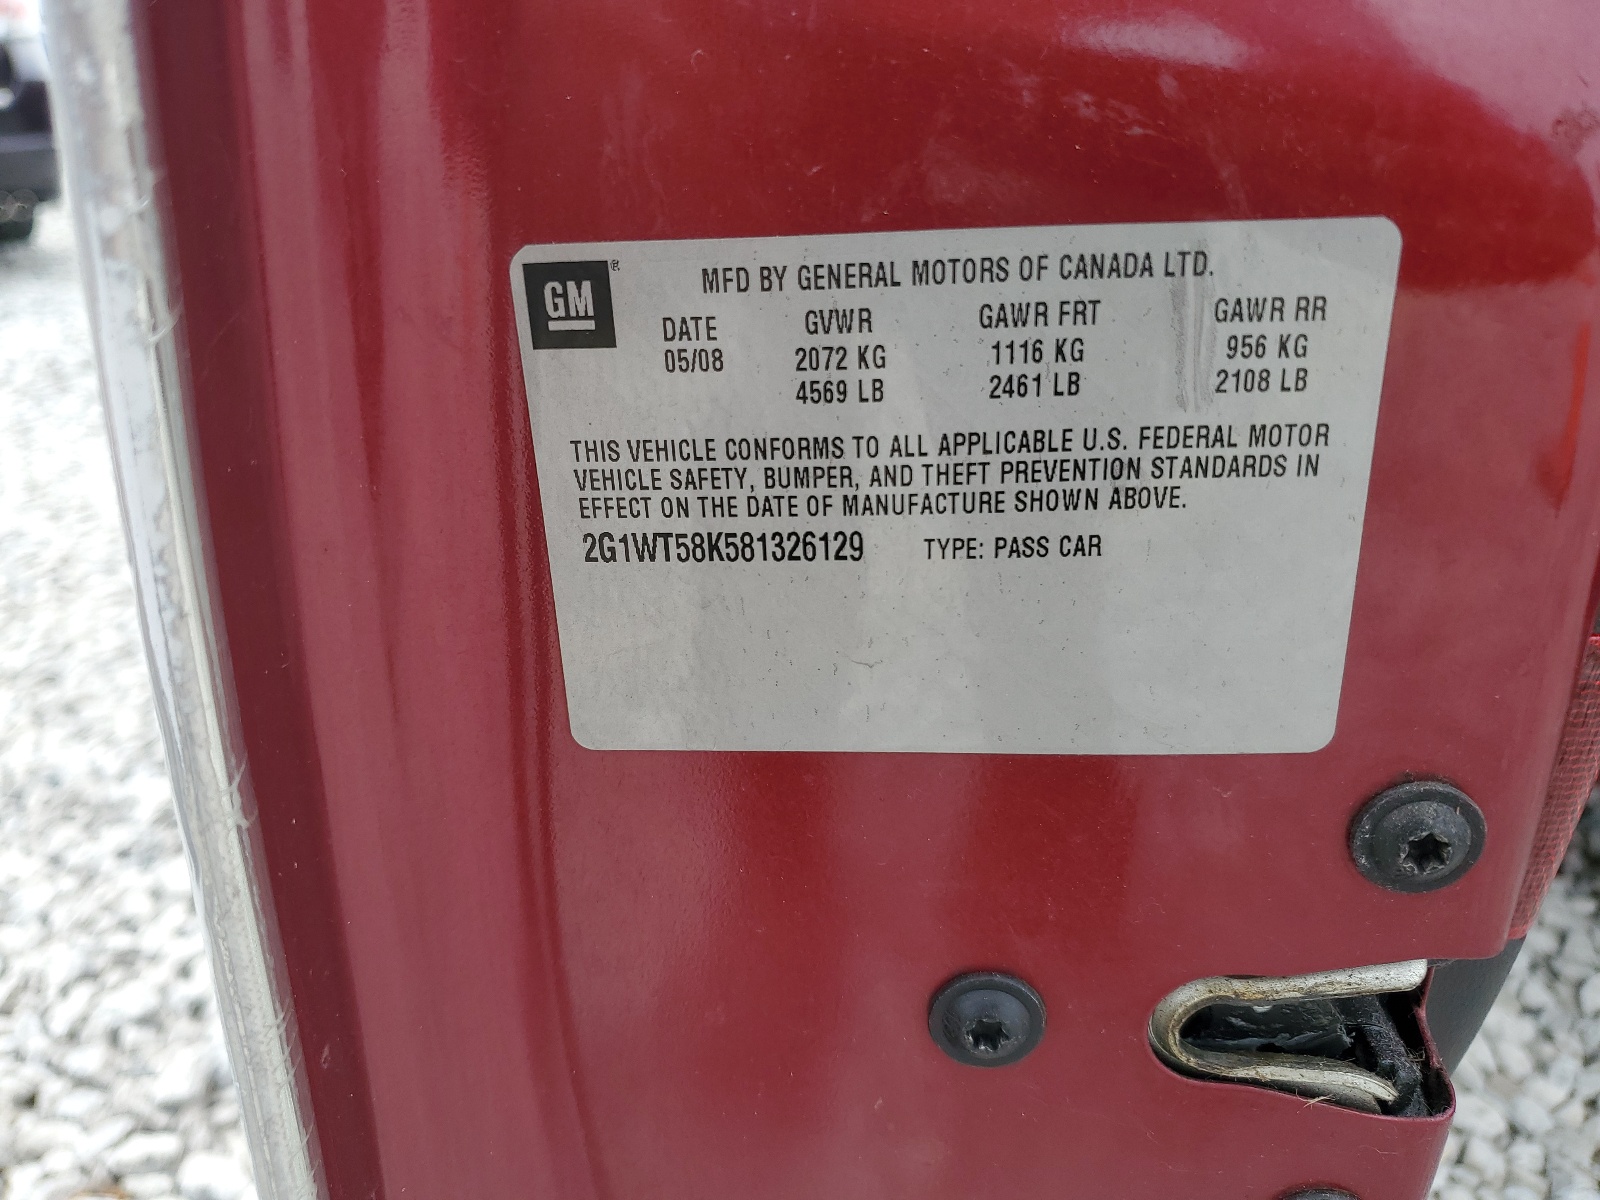 GM®
MFD BY GENERAL MOTORS OF CANADA LTD.
DATE GVWR GAWR FRT GAWR RR
05/08 2072 KG 1116 KG 956 KG
4569 LB 2461 LB 2108 LB
THIS VEHICLE CONFORMS TO ALL APPLICABLE U.S. FEDERAL MOTOR
VEHICLE SAFETY, BUMPER, AND THEFT PREVENTION STANDARDS IN
EFFECT ON THE DATE OF MANUFACTURE SHOWN ABOVE.
2G1WT58K581326129 TYPE: PASS CAR